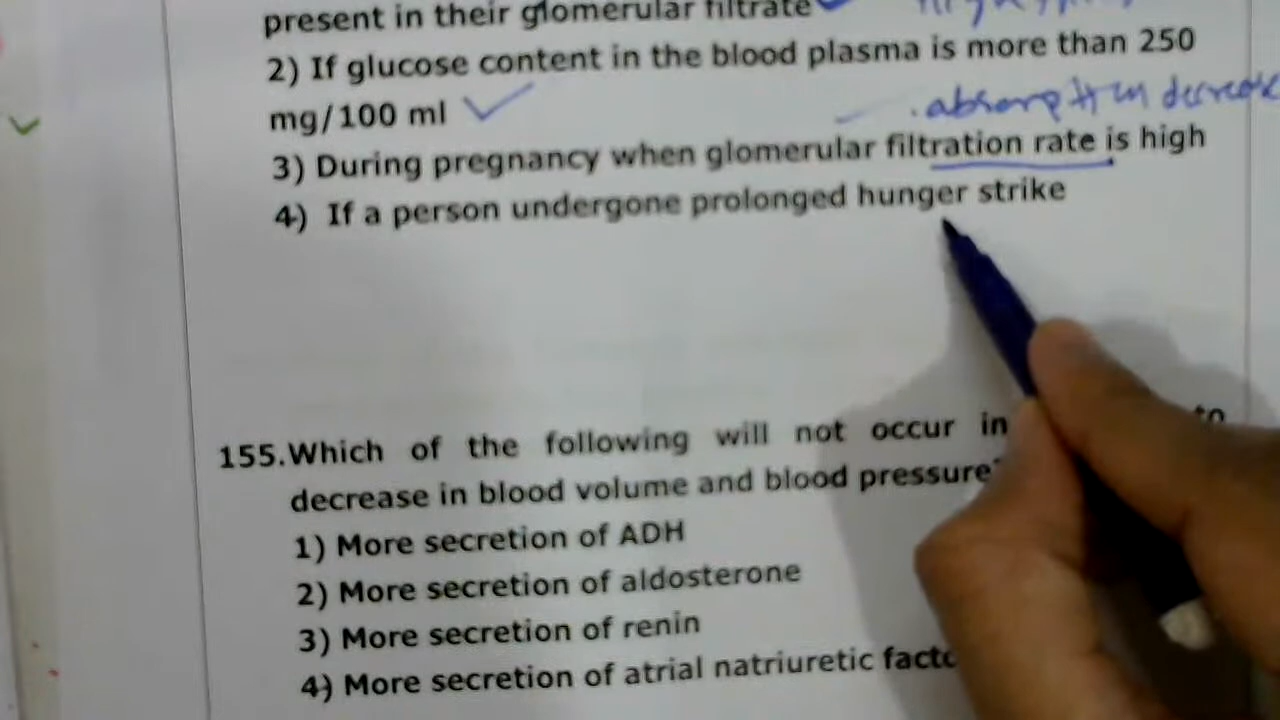 present in their glomerular filtrate
2) If glucose content in the blood plasma is more than 250
mg/100 ml
absorption decrease
3) During pregnancy when glomerular filtration rate is high
4) If a person undergone prolonged hunger strike
155.Which of the following will not occur in to
decrease in blood volume and blood pressure
1) More secretion of ADH
2) More secretion of aldosterone
3) More secretion of renin
4) More secretion of atrial natriuretic